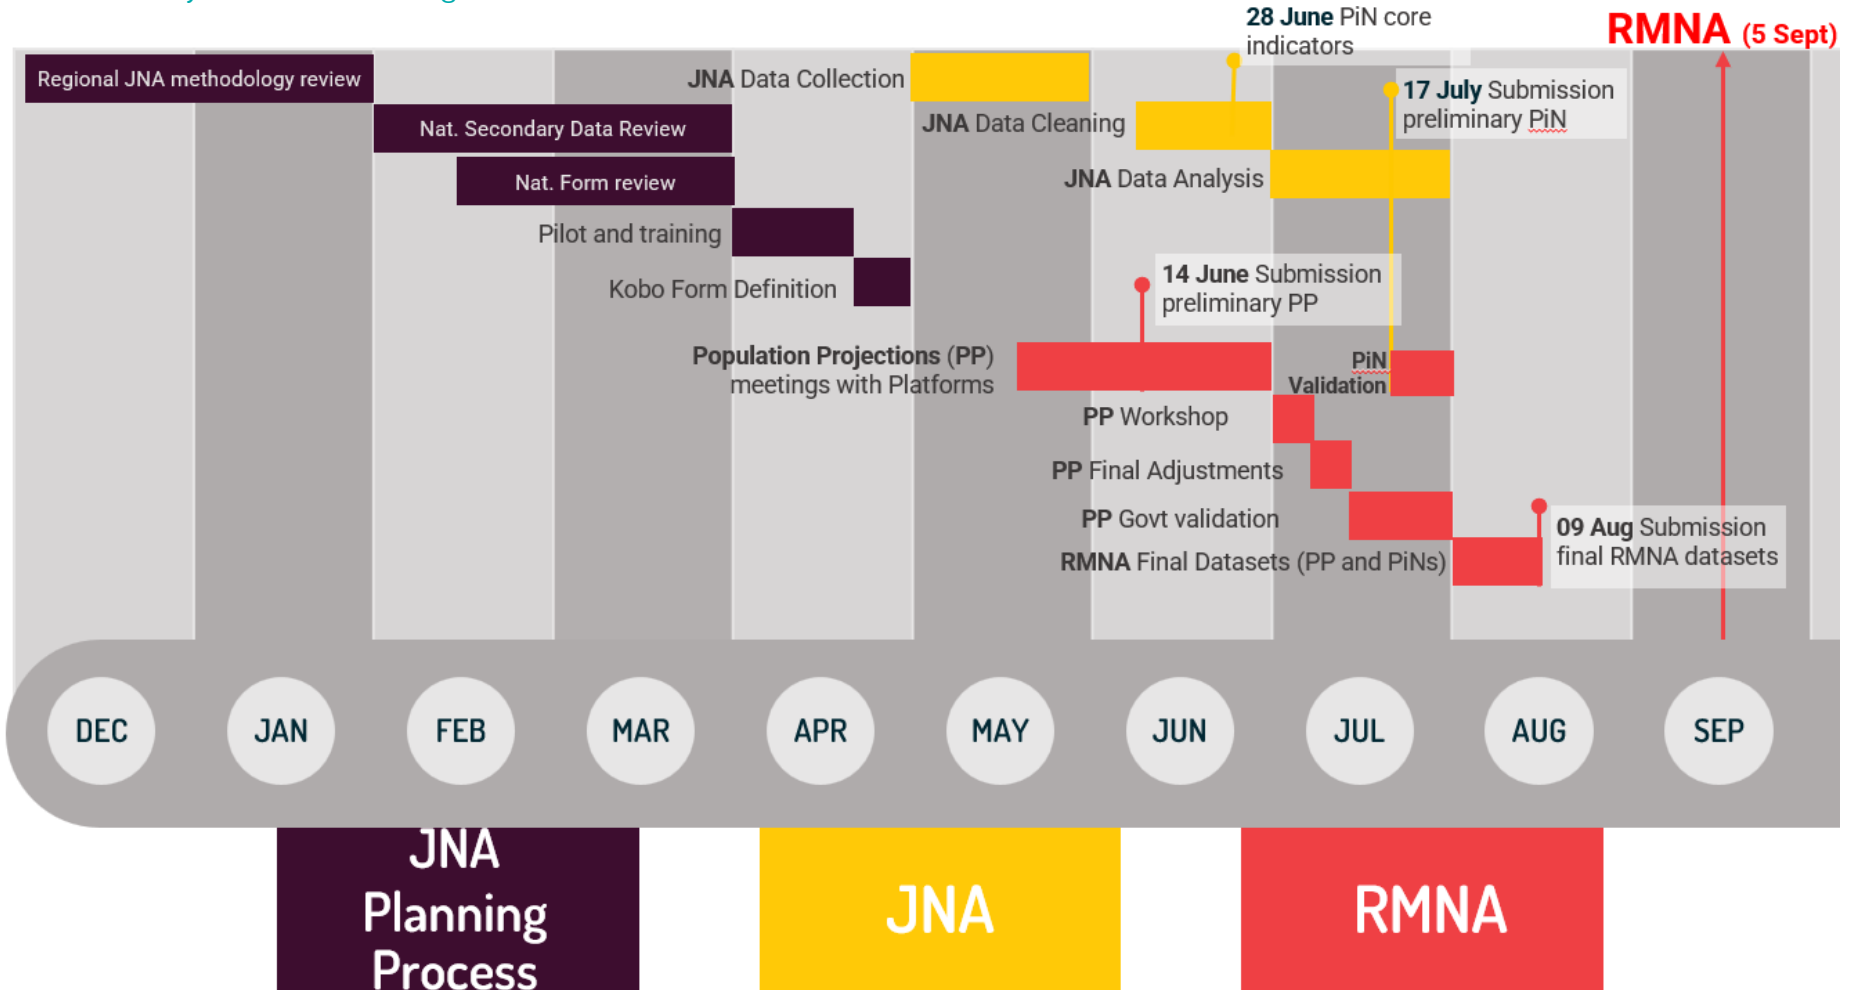 28 June PiN core
indicators
RMNA (5 Sept)
Regional JNA methodology review
JNA Data Collection
17 July Submission
preliminary PiN
Nat. Secondary Data Review
JNA Data Cleaning
Nat. Form review
JNA Data Analysis
Pilot and training
Kobo Form Definition
14 June Submission
preliminary PP
Population Projections (PP)
meetings with Platforms
PiN
Validation
PP Workshop
PP Final Adjustments
PP Govt validation
09 Aug Submission
final RMNA datasets
RMNA Final Datasets (PP and PiNs)
DEC
JAN
FEB
MAR
APR
MAY
JUN
JUL
AUG
SEP
JNA
Planning
Process
JNA
RMNA